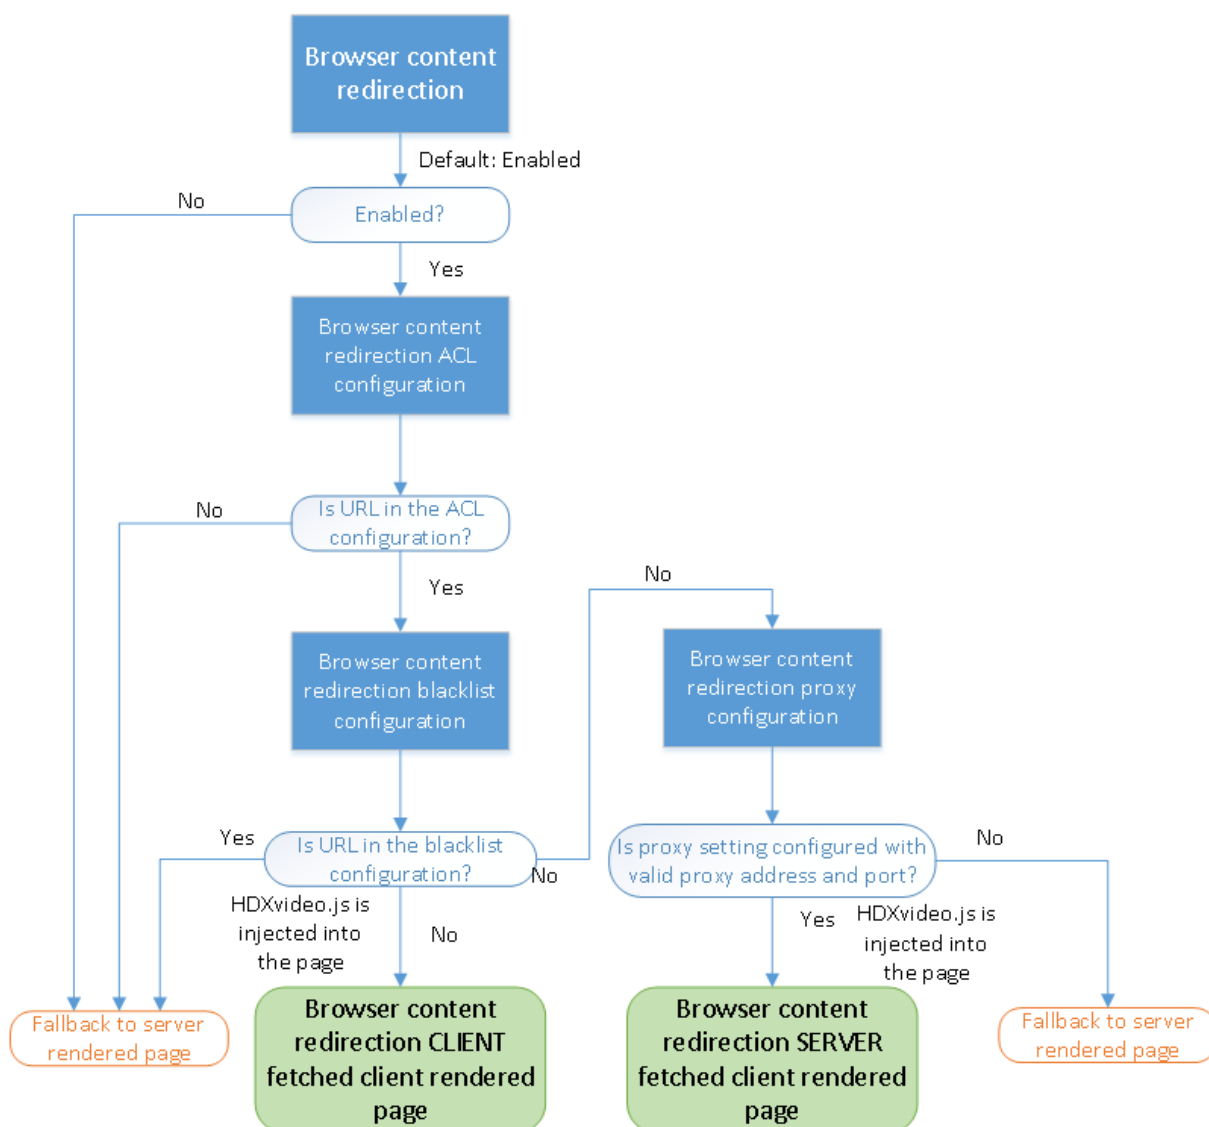 Browser content
redirection
Default: Enabled
No
Enabled?
Yes
Browser content
redirection ACL
configuration
No
Is URL in the ACL
configuration?
Yes
No
Browser content
redirection blacklist
configuration
Browser content
redirection proxy
configuration
Yes
Is URL in the blacklist
configuration?
No
Is proxy setting configured with
valid proxy address and port?
No
HDXvideo.js is
injected into
the page
No
Yes
HDXvideo.js is
injected into
the page
Fallback to server
rendered page
Browser content
redirection CLIENT
fetched client rendered
page
Browser content
redirection SERVER
fetched client rendered
page
Fallback to server
rendered page